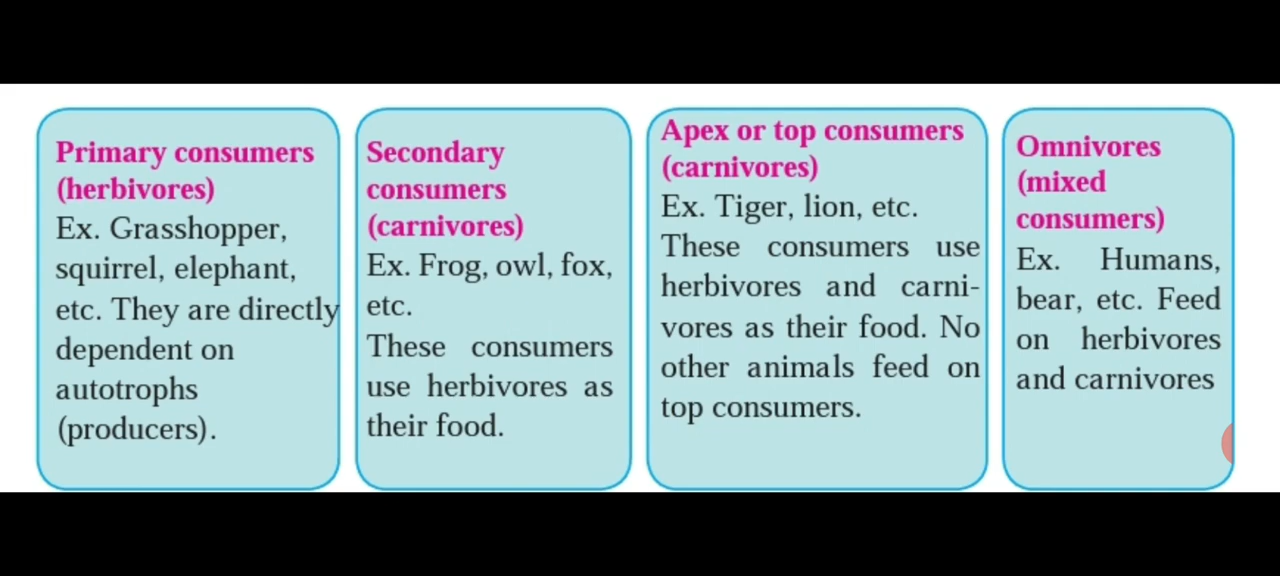 Primary consumers
(herbivores)
Ex. Grasshopper,
squirrel, elephant,
etc. They are directly
dependent on
autotrophs
(producers).
Secondary
consumers
(carnivores)
Ex. Frog, owl, fox,
etc.
These consumers
use herbivores as
their food.
Apex or top consumers
(carnivores)
Ex. Tiger, lion, etc.
These consumers use
herbivores and carni-
vores as their food. No
other animals feed on
top consumers.
Omnivores
(mixed
consumers)
Ex. Humans,
bear, etc. Feed
on herbivores
and carnivores